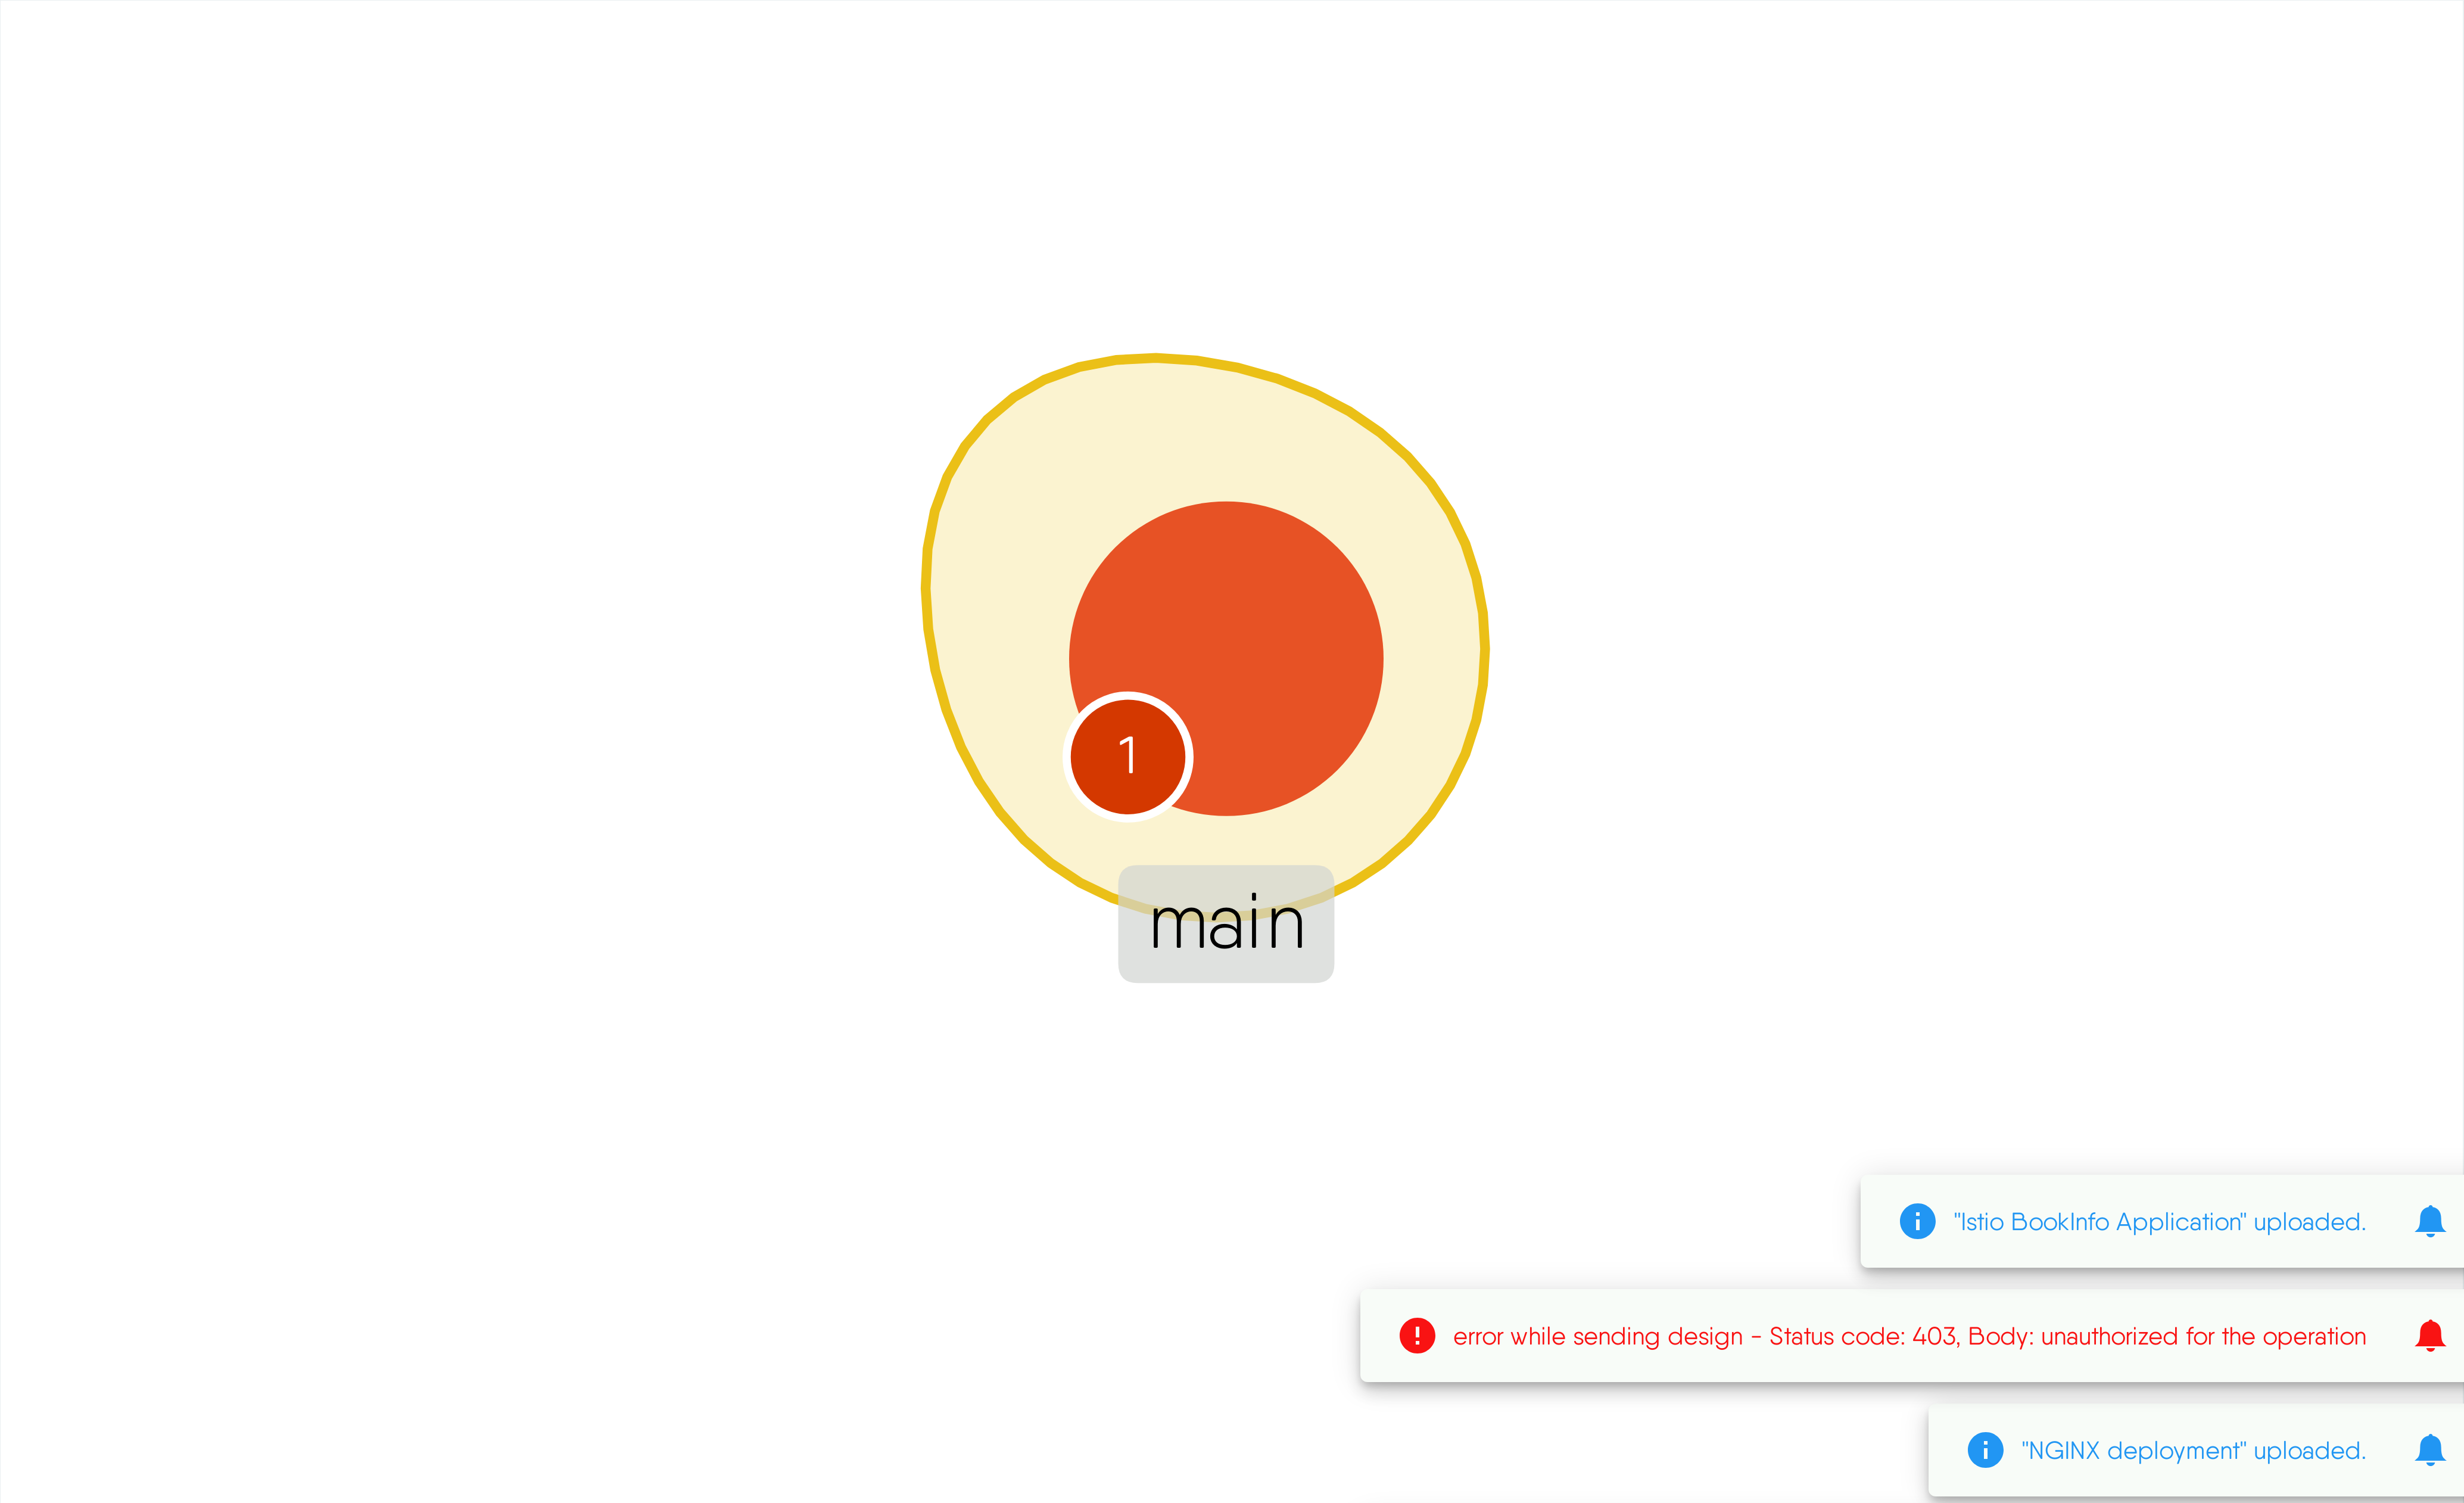 1
main
"Istio BookInfo Application" uploaded.
error while sending design - Status code: 403, Body: unauthorized for the operation
"NGINX deployment" uploaded.